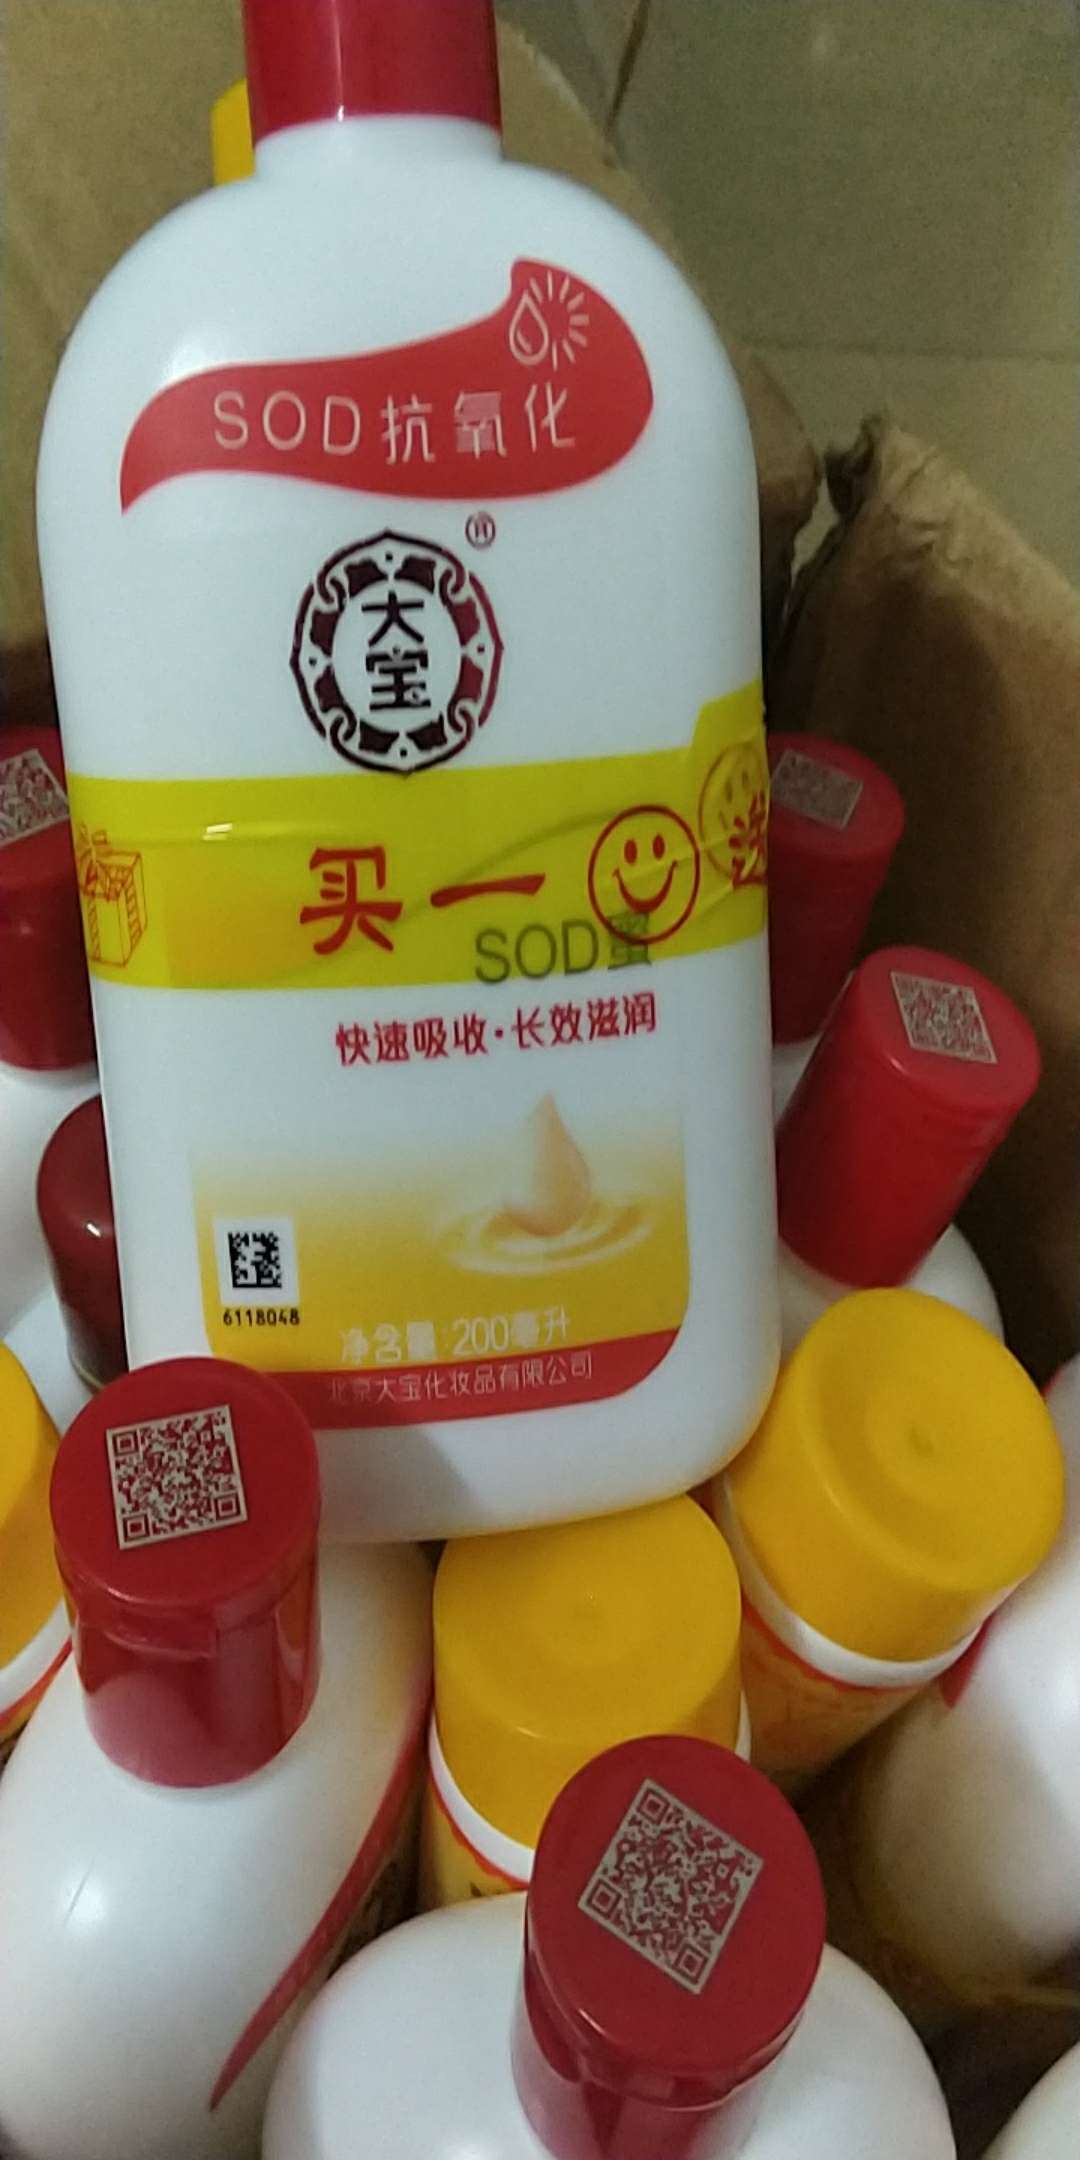 SOD抗氧化
®
大宝
买一送
SOD蜜
快速吸收·长效滋润
6118048
净含量:200毫升
北京大宝化妆品有限公司